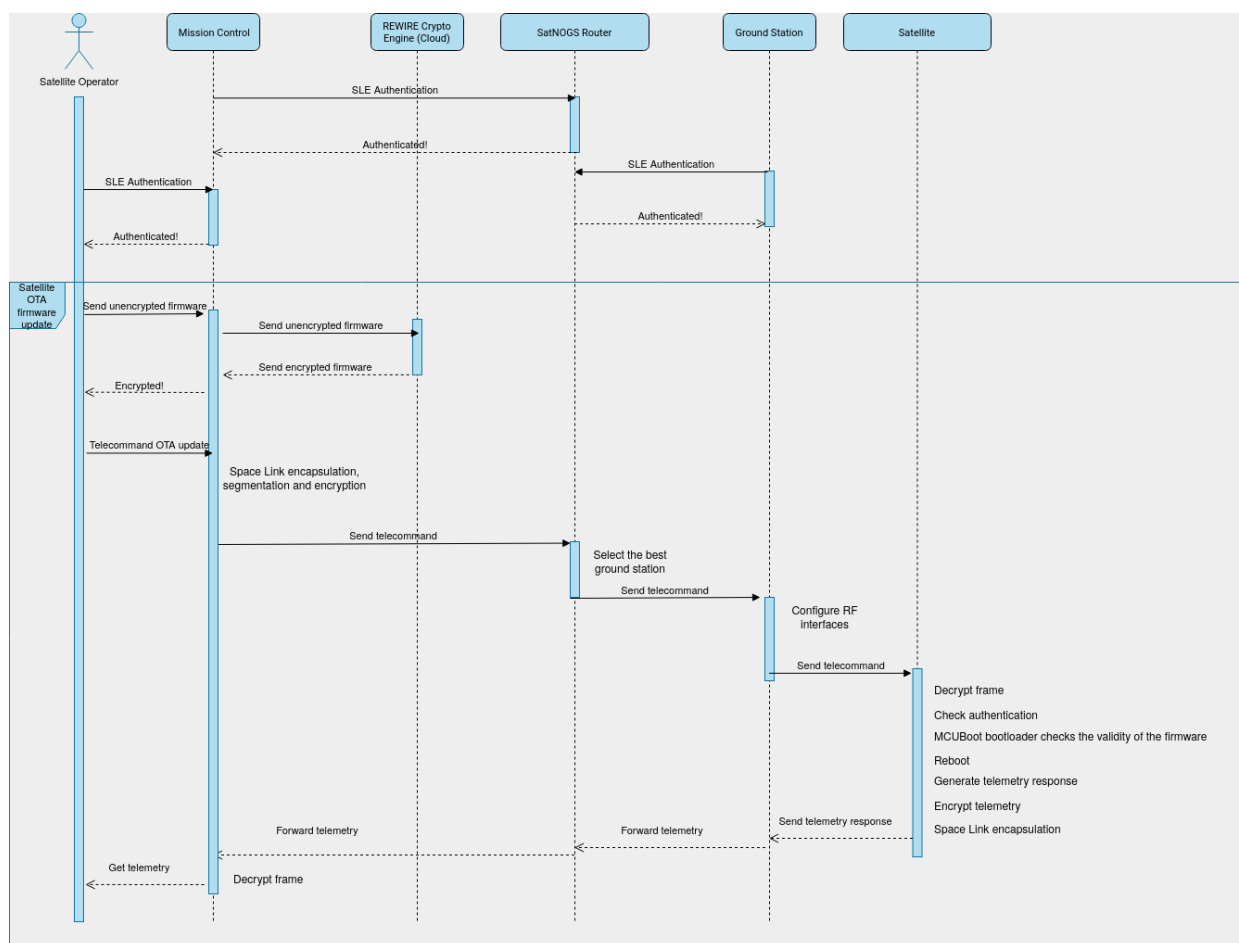 Mission Control
REWIRE Crypto
Engine (Cloud)
SatNOGS Router
Ground Station
Satellite
Satellite Operator
SLE Authentication
Authenticated!
SLE Authentication
SLE Authentication
Authenticated!
Authenticated!
Satellite
OTA
firmware
update
Send unencrypted firmware
Send unencrypted firmware
Send encrypted firmware
Encrypted!
Telecommand OTA update
Space Link encapsulation,
segmentation and encryption
Send telecommand
Select the best
ground station
Send telecommand
Configure RF
interfaces
Send telecommand
Decrypt frame
Check authentication
MCUBoot bootloader checks the validity of the firmware
Reboot
Generate telemetry response
Encrypt telemetry
Send telemetry response
Space Link encapsulation
Forward telemetry
Forward telemetry
Get telemetry
Decrypt frame